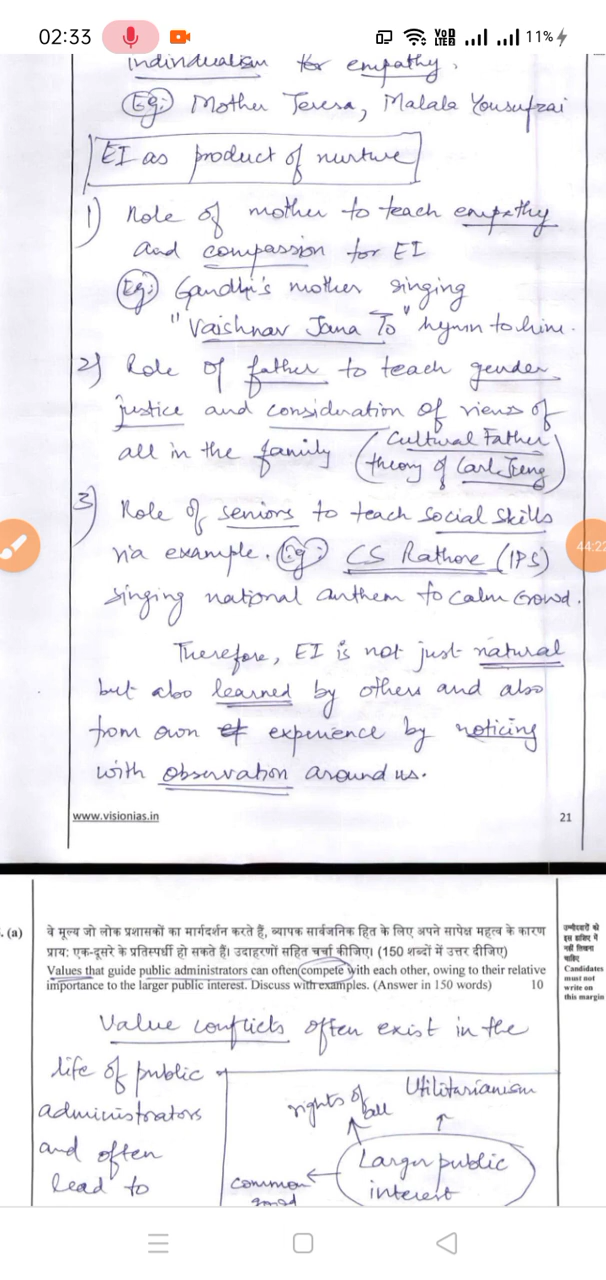 02:33
VoD LTE2
11%
individualism for empathy.
Eg: Mother Teresa, Malala Yousufzai
EI as product of nurture
1) Role of mother to teach empathy
and compassion for EI
Eg: Gandhi's mother singing
"Vaishnav Jana To" hymn to him.
2) Role of father to teach gender
justice and consideration of views of
all in the family (Cultural Father
theory of Carl Jung)
3) Role of seniors to teach social skills
via example. Eg: CS Rathore (IPS)
44:22
singing national anthem to calm crowd.
Therefore, EI is not just natural
but also learned by others and also
from own experience by noticing
with observation around us.
www.visionias.in
21
. (a)
वे मूल्य जो लोक प्रशासकों का मार्गदर्शन करते हैं, व्यापक सार्वजनिक हित के लिए अपने सापेक्ष महत्व के कारण
प्रायः एक-दूसरे के प्रतिस्पर्धी हो सकते हैं। उदाहरणों सहित चर्चा कीजिए। (150 शब्दों में उत्तर दीजिए)
Values that guide public administrators can often compete with each other, owing to their relative
importance to the larger public interest. Discuss with examples. (Answer in 150 words) 10
उम्मीदवारों को
इस हाशिए में
नहीं लिखना
चाहिए
Candidates
must not
write on
this margin
Value conflicts often exist in the
life of public
administrators
and often
lead to
rights of all
Utilitarianism
Larger public
interest
common
good